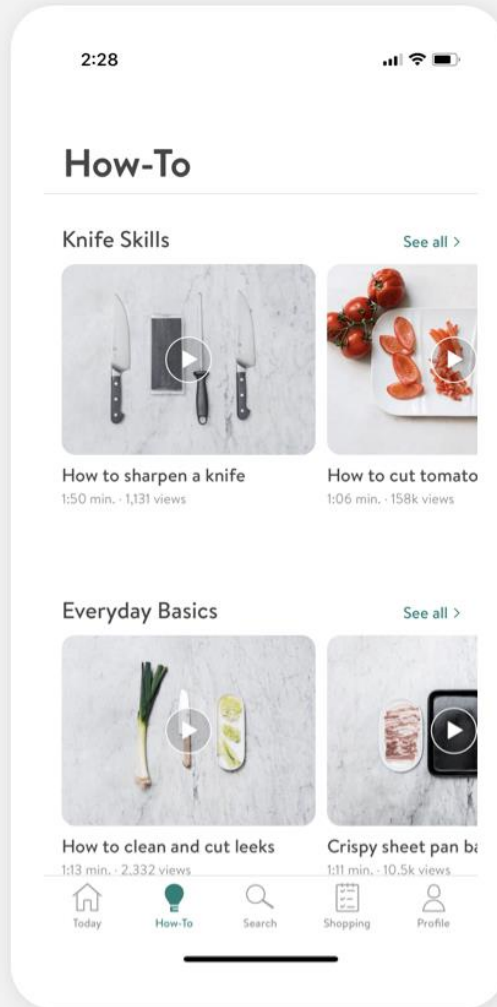 2:28
How-To
Knife Skills
See all >
How to sharpen a knife
How to cut tomato
1:50 min. · 1,131 views
1:06 min. · 158k views
Everyday Basics
See all >
How to clean and cut leeks
Crispy sheet pan ba
1:13 min. · 2,332 views
1:11 min. · 10.5k views
Today
How-To
Search
Shopping
Profile